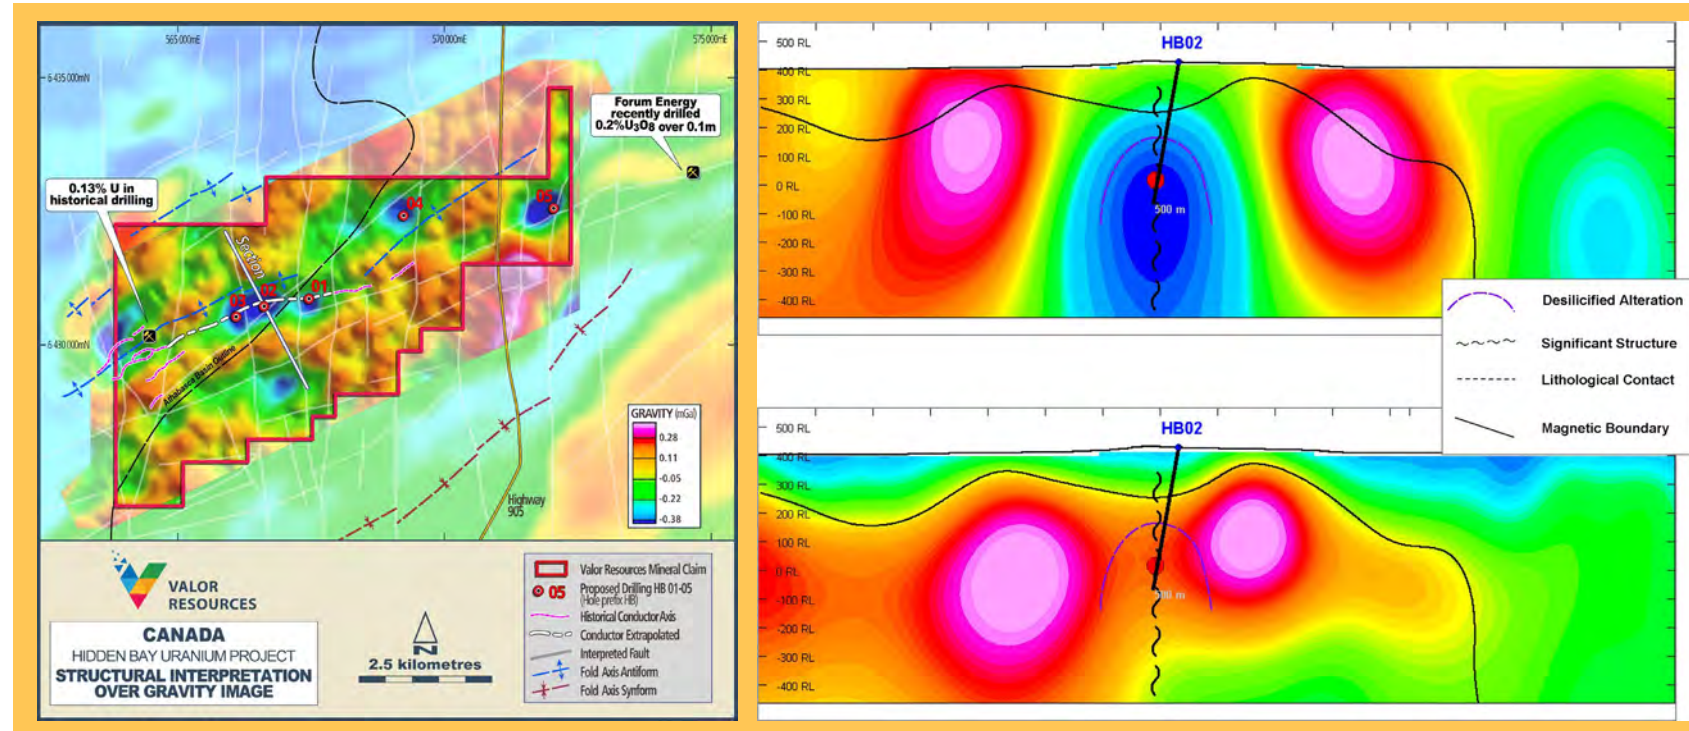 565000mE
570000mE
575000mE
6435000mN
Forum Energy
recently drilled
0.2%U₃O₈ over 0.1m
0.13% U in
historical drilling
04
05
Section
03
02
01
Athabasca Basin Outline
Highway
905
GRAVITY (mGal)
0.28
0.11
-0.05
-0.22
-0.38
VALOR
RESOURCES
CANADA
HIDDEN BAY URANIUM PROJECT
STRUCTURAL INTERPRETATION
OVER GRAVITY IMAGE
N
2.5 kilometres
Valor Resources Mineral Claim
05 Proposed Drilling HB 01-05
(Hole prefix HB)
Historical Conductor Axis
Conductor Extrapolated
Interpreted Fault
Fold Axis Antiform
Fold Axis Synform
HB02
500 RL
400 RL
300 RL
200 RL
100 RL
0 RL
-100 RL
-200 RL
-300 RL
-400 RL
500 m
Desilicified Alteration
Significant Structure
Lithological Contact
Magnetic Boundary
HB02
500 RL
400 RL
300 RL
200 RL
100 RL
0 RL
-100 RL
-200 RL
-300 RL
-400 RL
500 m